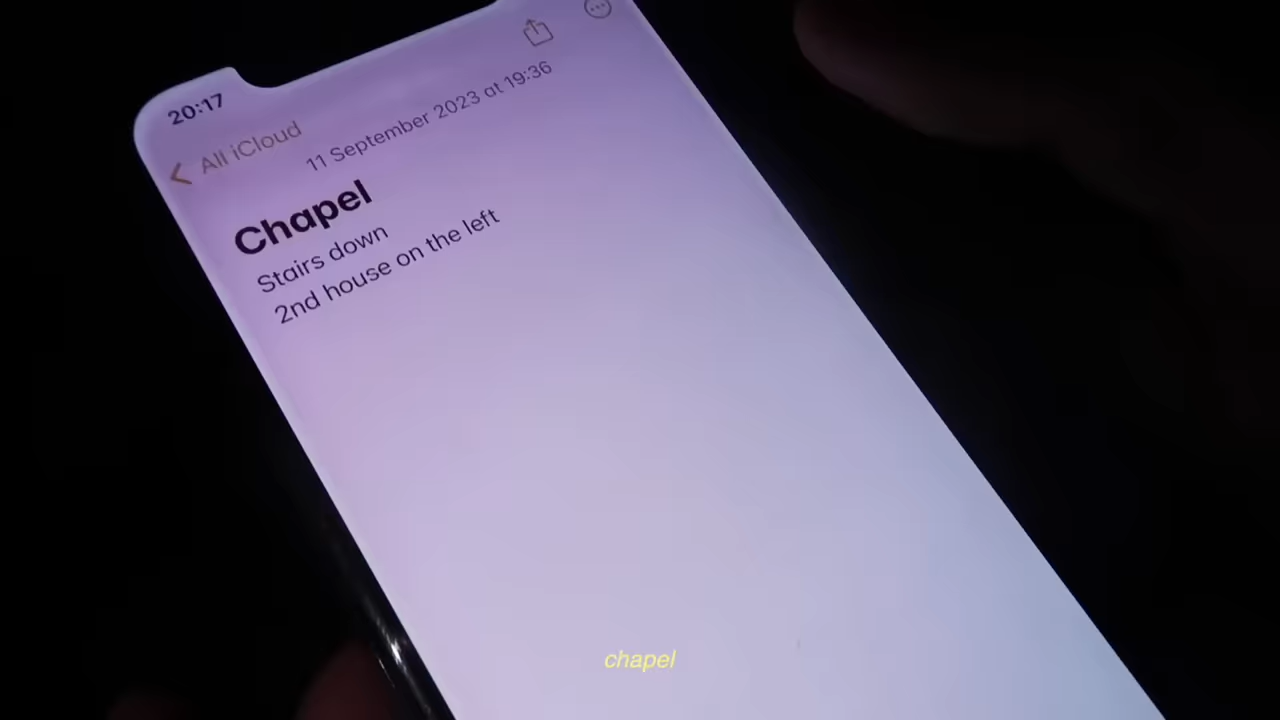 20:17
All iCloud
11 September 2023 at 19:36
Chapel
Stairs down
2nd house on the left
chapel